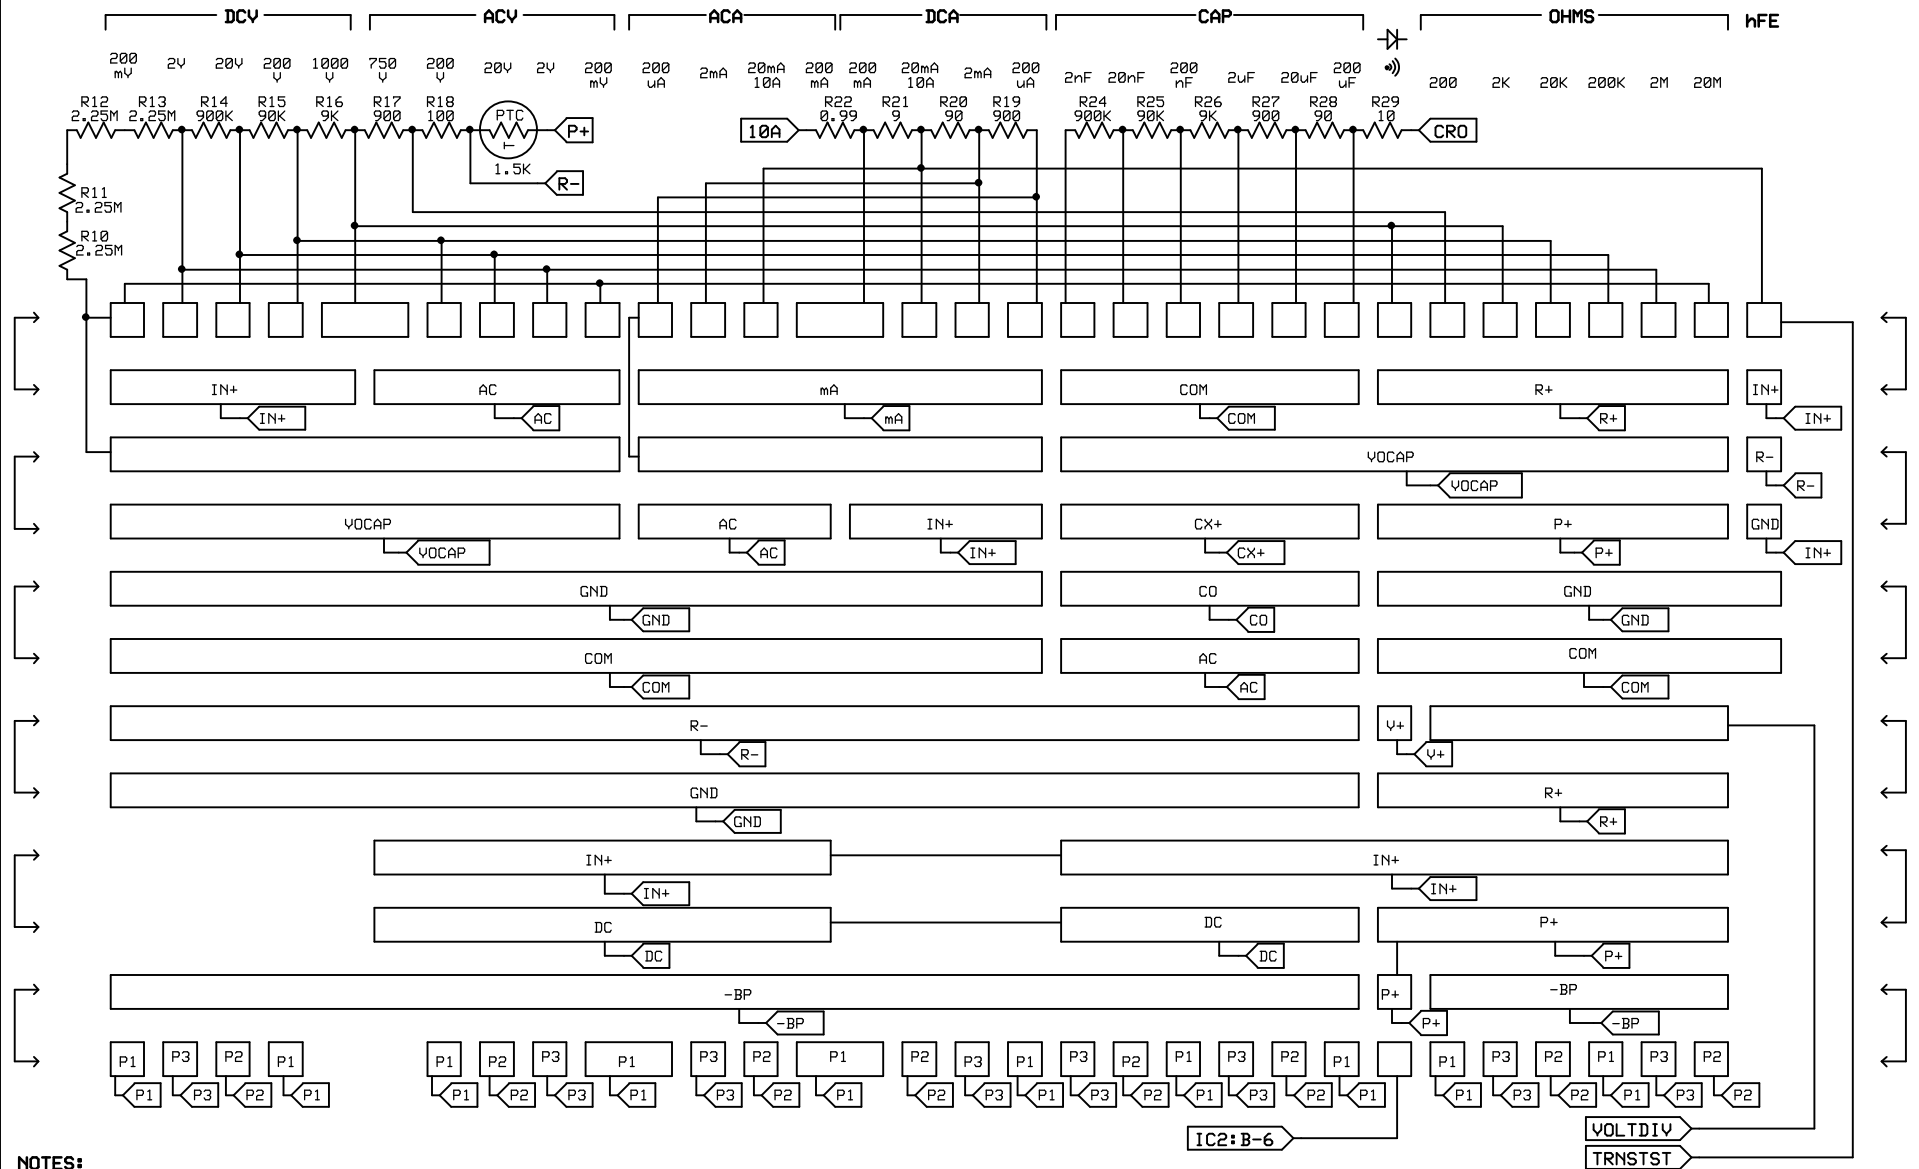 DCV ACV ACA DCA CAP OHMS hFE
200 mV 2V 20V 200 V 1000 V 750 V 200 V 20V 2V 200 mV 200 uA 2mA 20mA 10A 200 mA 200 mA 20mA 10A 2mA 200 uA 2nF 20nF 200 nF 2uF 20uF 200 uF 200 2K 20K 200K 2M 20M
R12 R13 R14 R15 R16 R17 R18 PTC R22 R21 R20 R19 R24 R25 R26 R27 R28 R29
2.25M 2.25M 900K 90K 9K 900 100 P+ 10A 0.99 9 90 900 900K 90K 9K 900 90 10 CRO
1.5K R-
R11
2.25M
R10
2.25M
IN+ AC mA COM R+ IN+
IN+ AC mA COM R+ IN+
VOCAP R-
VOCAP R-
VOCAP AC IN+ CX+ P+ GND
VOCAP AC IN+ CX+ P+ IN+
GND CO GND
GND CO GND
COM AC COM
COM AC COM
R- V+
R- V+
GND R+
GND R+
IN+ IN+
IN+ IN+
DC DC P+
DC DC P+
-BP P+ -BP
-BP P+ -BP
P1 P3 P2 P1 P1 P2 P3 P1 P3 P2 P1 P2 P3 P1 P3 P2 P1 P3 P2 P1 P1 P3 P2 P1 P3 P2
P1 P3 P2 P1 P1 P2 P3 P1 P3 P2 P1 P2 P3 P1 P3 P2 P1 P3 P2 P1 P1 P3 P2 P1 P3 P2
IC2:B-6 VOLTDIV
TRNSTST
NOTES: